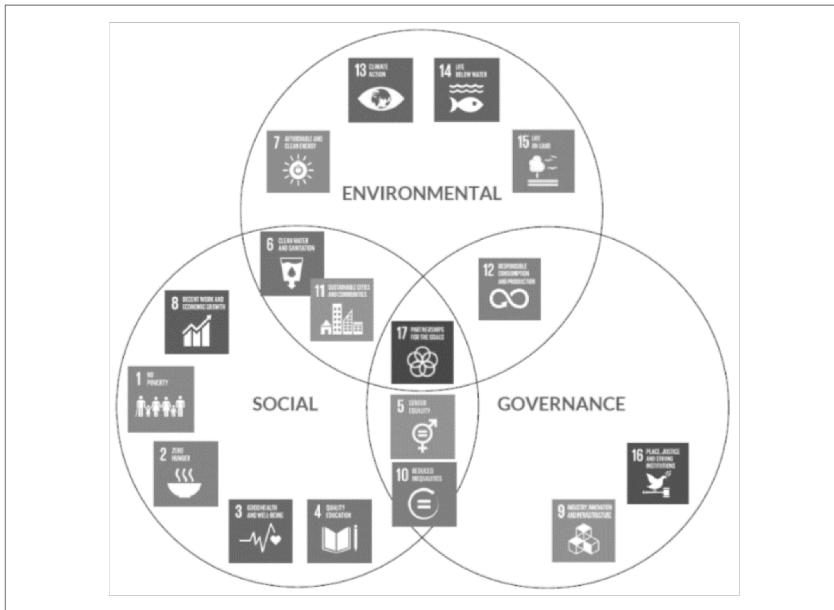 13 CLIMATE
ACTION
14 LIFE
BELOW WATER
7 AFFORDABLE AND
CLEAN ENERGY
15 LIFE
ON LAND
ENVIRONMENTAL
6 CLEAN WATER
AND SANITATION
12 RESPONSIBLE
CONSUMPTION
AND PRODUCTION
11 SUSTAINABLE CITIES
AND COMMUNITIES
8 DECENT WORK AND
ECONOMIC GROWTH
17 PARTNERSHIPS
FOR THE GOALS
1 NO
POVERTY
SOCIAL
5 GENDER
EQUALITY
GOVERNANCE
2 ZERO
HUNGER
10 REDUCED
INEQUALITIES
16 PEACE, JUSTICE
AND STRONG
INSTITUTIONS
3 GOOD HEALTH
AND WELL-BEING
4 QUALITY
EDUCATION
9 INDUSTRY, INNOVATION
AND INFRASTRUCTURE